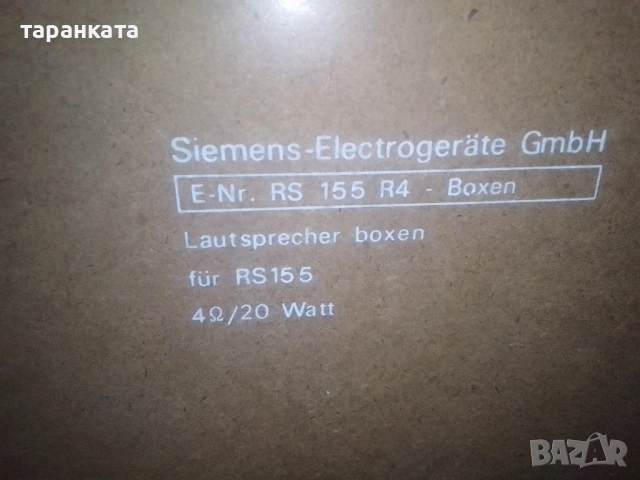 таранката
Siemens-Electrogeräte GmbH
E-Nr. RS 155 R4 - Boxen
Lautsprecher boxen
für RS155
4Ω/20 Watt
BAZAR